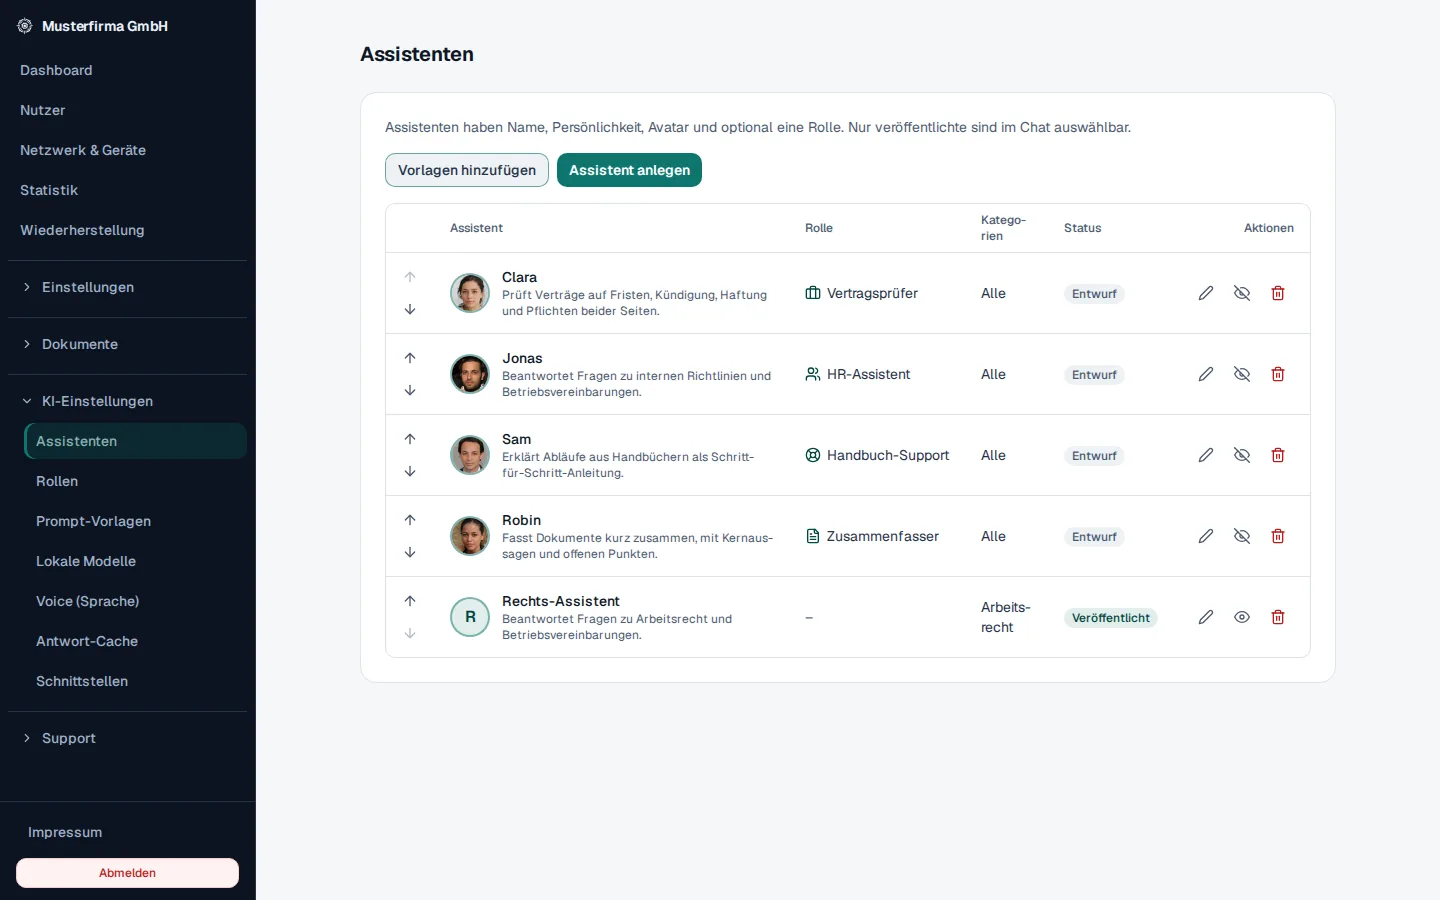 Musterfirma GmbH
Dashboard
Nutzer
Netzwerk & Geräte
Statistik
Wiederherstellung
Einstellungen
Dokumente
KI-Einstellungen
Assistenten
Rollen
Prompt-Vorlagen
Lokale Modelle
Voice (Sprache)
Antwort-Cache
Schnittstellen
Support
Impressum
Abmelden
Assistenten
Assistenten haben Name, Persönlichkeit, Avatar und optional eine Rolle. Nur veröffentlichte sind im Chat auswählbar.
Vorlagen hinzufügen
Assistent anlegen
Assistent
Rolle
Katego-
rien
Status
Aktionen
Clara
Prüft Verträge auf Fristen, Kündigung, Haftung
und Pflichten beider Seiten.
Vertragsprüfer
Alle
Entwurf
Jonas
Beantwortet Fragen zu internen Richtlinien und
Betriebsvereinbarungen.
HR-Assistent
Alle
Entwurf
Sam
Erklärt Abläufe aus Handbüchern als Schritt-
für-Schritt-Anleitung.
Handbuch-Support
Alle
Entwurf
Robin
Fasst Dokumente kurz zusammen, mit Kernaus-
sagen und offenen Punkten.
Zusammenfasser
Alle
Entwurf
R
Rechts-Assistent
Beantwortet Fragen zu Arbeitsrecht und
Betriebsvereinbarungen.
–
Arbeits-
recht
Veröffentlicht